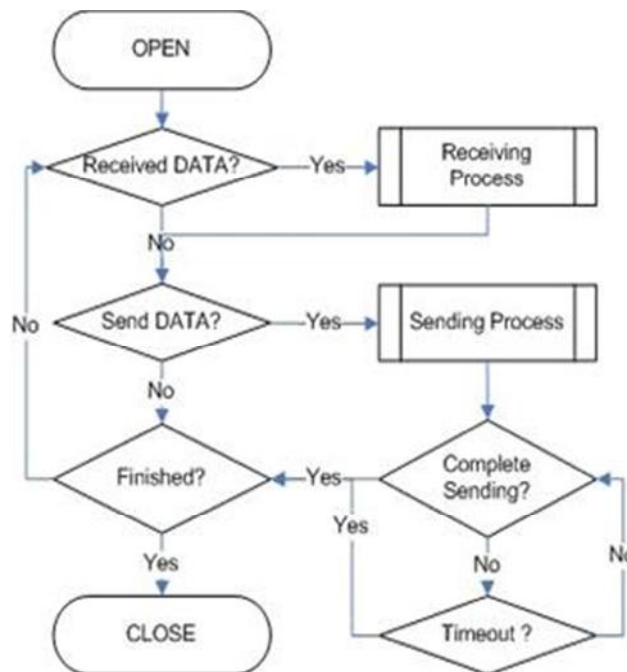 OPEN
Received DATA?
Yes
Receiving
Process
No
Send DATA?
Yes
Sending Process
No
No
Finished?
Yes
Complete
Sending?
Yes
No
No
Yes
Timeout ?
CLOSE